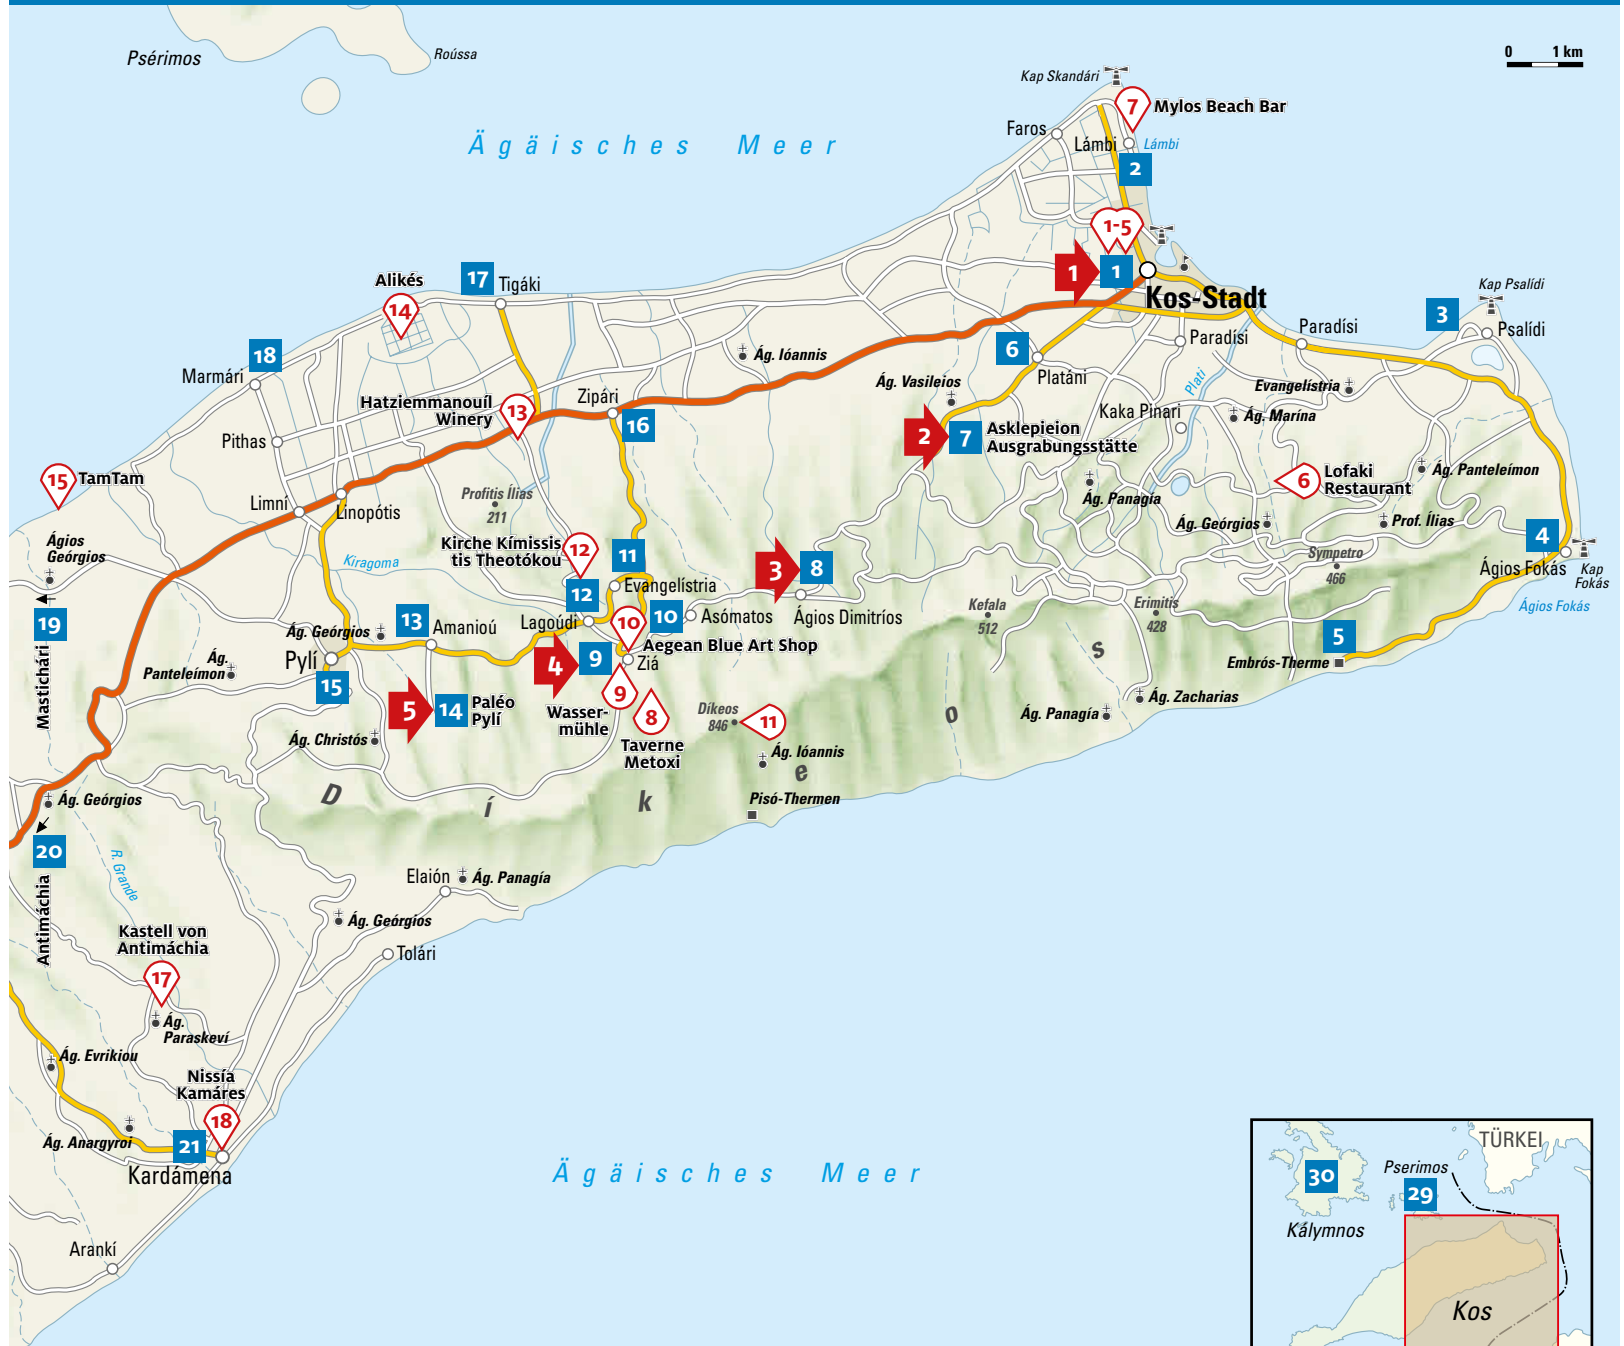 Psérimos
Roússa
0 1 km
Kap Skandári
7 Mylos Beach Bar
Faros
Lámbi
Lámbi
2
Ägäisches Meer
1-5
1
1
Kos-Stadt
Kap Psalídi
3
Psalídi
Paradísi
Paradísi
17
Tigáki
Alikés
14
18
Marmári
6
Platáni
Ág. Ióannis
Ág. Vasileios
Plati
Evangelístria
Kaka Pinari
Ág. Marína
Hatziemmanouíl
Winery
13
Zipári
16
Pithas
2
7
Asklepieion
Ausgrabungsstätte
15 TamTam
Limní
Linopótis
Profitis Ílias
211
6
Lofaki
Restaurant
Ág. Panteleímon
Ág. Panagía
Ág. Geórgios
Prof. Ílias
Ágios
Geórgios
Kiragoma
Kirche Kímissis
tis Theotókou
12
11
Evangelístria
3
8
Sympetro
466
4
Ágios Fokás
Kap
Fokás
Ágios Fokás
19
Mastichári
12
Lagoúdi
10
10
Asómatos
Ágios Dimitríos
Kefala
512
Erimitis
428
Ág. Geórgios
13
Amanioú
Aegean Blue Art Shop
5
Embrós-Therme
Pylí
Ág.
Panteleímon
15
4
9
Ziá
5
14
Paléo
Pylí
Wasser-
mühle
9
8
Taverne
Metoxi
Díkeos
846
11
Ág. Ióannis
Ág. Panagía
Ág. Zacharias
Ág. Christós
Díkeos
Pisó-Thermen
Ág. Geórgios
20
Antimáchia
R. Grande
Elaión
Ág. Panagía
Ág. Geórgios
Tolári
Kastell von
Antimáchia
17
Ág.
Paraskeví
Ág. Evrikiou
Nissía
Kamáres
18
Ág. Anargyroi
21
Kardámena
Ägäisches Meer
Arankí
TÜRKEI
30
Pserimos
29
Kálymnos
Kos